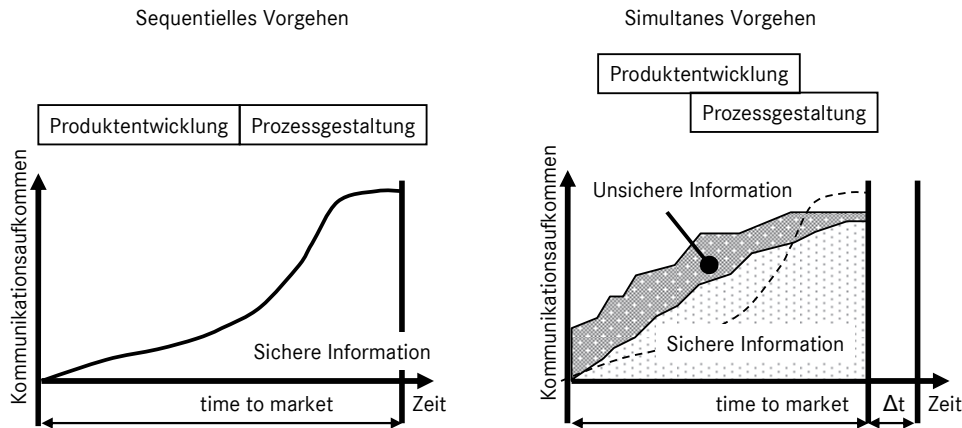 Sequentielles Vorgehen
Produktentwicklung
Prozessgestaltung
Kommunikationsaufkommen
Sichere Information
time to market
Zeit
Simultanes Vorgehen
Produktentwicklung
Prozessgestaltung
Kommunikationsaufkommen
Unsichere Information
Sichere Information
time to market
Δt
Zeit